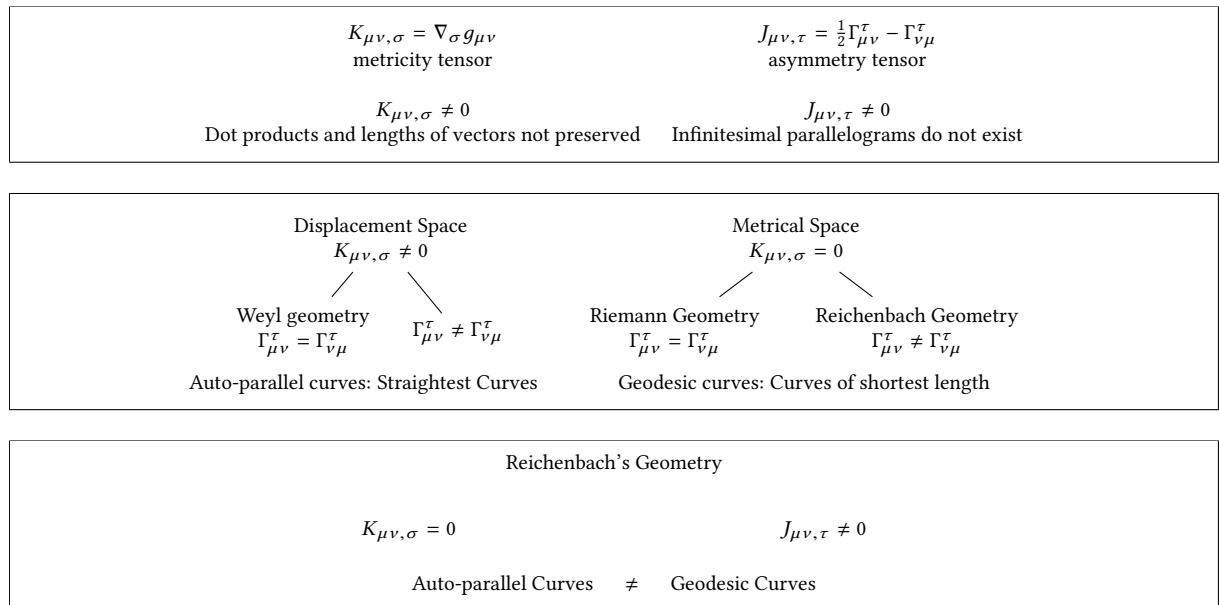 K_{μν,σ} = ∇_σ g_{μν}    J_{μν,τ} = ½Γ^τ_{μν} − Γ^τ_{νμ}
metricity tensor    asymmetry tensor
K_{μν,σ} ≠ 0    J_{μν,τ} ≠ 0
Dot products and lengths of vectors not preserved    Infinitesimal parallelograms do not exist
Displacement Space    Metrical Space
K_{μν,σ} ≠ 0    K_{μν,σ} = 0
Weyl geometry    Riemann Geometry    Reichenbach Geometry
Γ^τ_{μν} = Γ^τ_{νμ}    Γ^τ_{μν} ≠ Γ^τ_{νμ}    Γ^τ_{μν} = Γ^τ_{νμ}    Γ^τ_{μν} ≠ Γ^τ_{νμ}
Auto-parallel curves: Straightest Curves    Geodesic curves: Curves of shortest length
Reichenbach's Geometry
K_{μν,σ} = 0    J_{μν,τ} ≠ 0
Auto-parallel Curves    ≠    Geodesic Curves